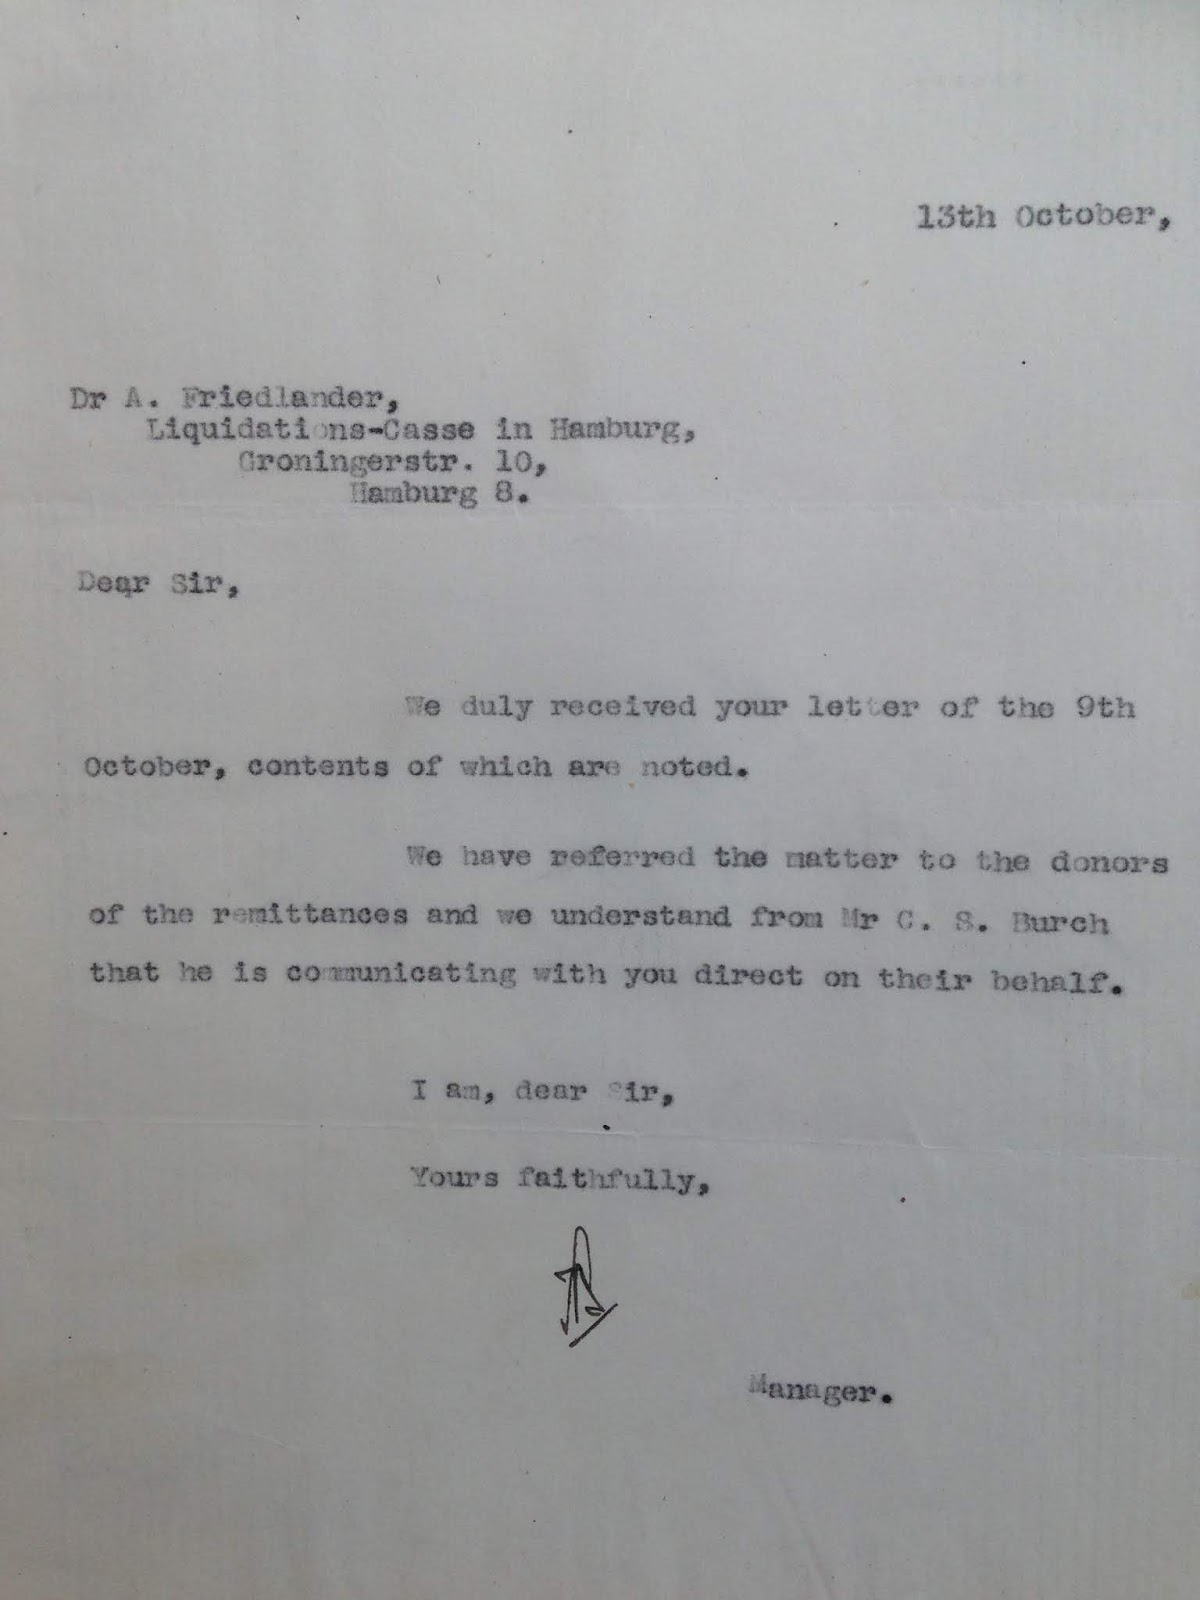 13th October,
Dr A. Friedlander,
Liquidations-Casse in Hamburg,
Groningerstr. 10,
Hamburg 8.
Dear Sir,
We duly received your letter of the 9th
October, contents of which are noted.
We have referred the matter to the donors
of the remittances and we understand from Mr C. S. Burch
that he is communicating with you direct on their behalf.
I am, dear Sir,
Yours faithfully,
Manager.